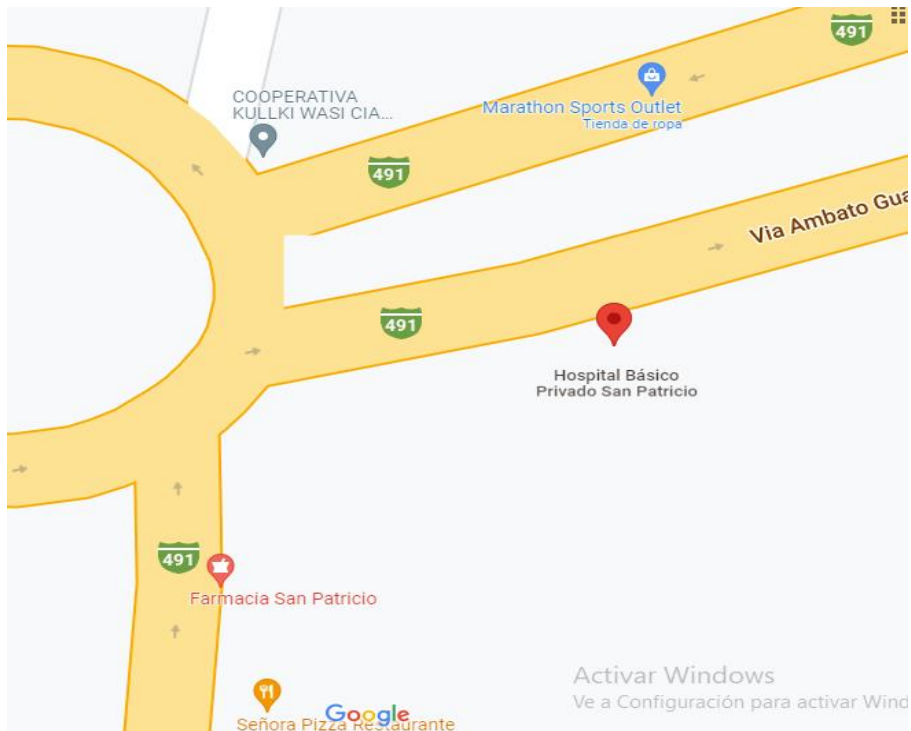 491
COOPERATIVA
KULLKI WASI CIA...
Marathon Sports Outlet
Tienda de ropa
491
Via Ambato Gua
491
Hospital Básico
Privado San Patricio
491
Farmacia San Patricio
Activar Windows
Ve a Configuración para activar Wind
Google
Señora Pizza Restaurante